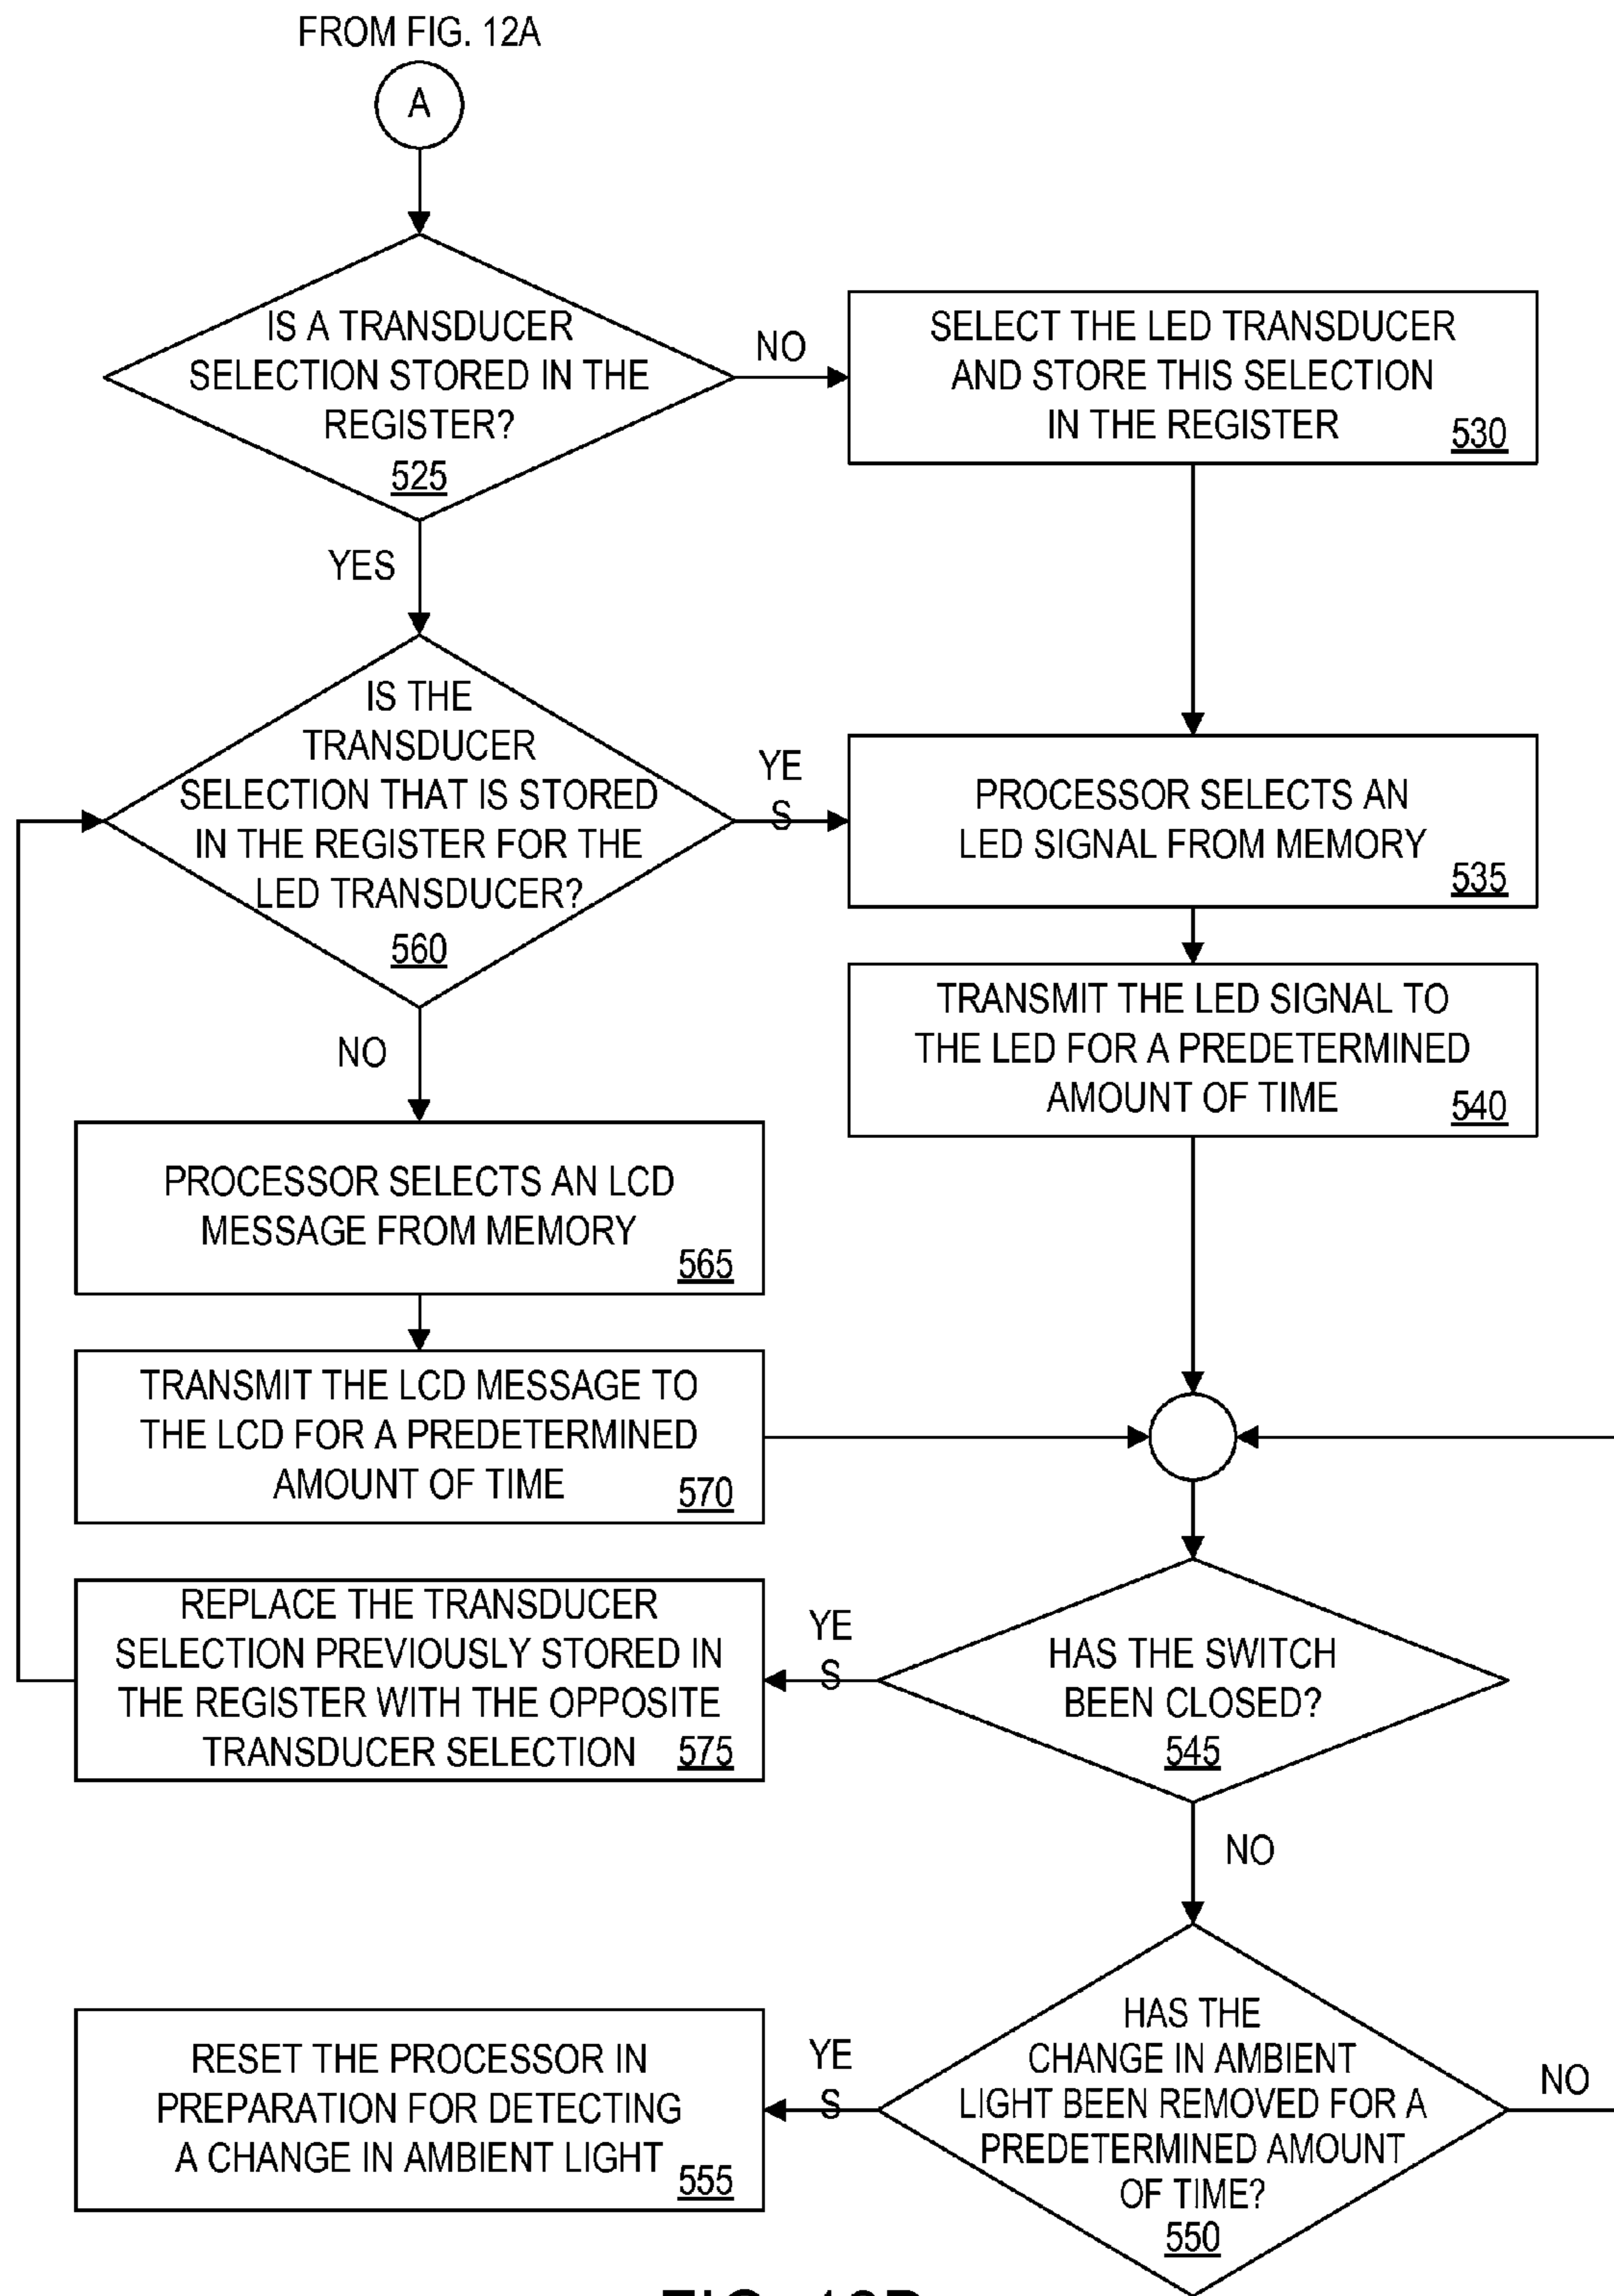 FROM FIG. 12A
A
IS A TRANSDUCER
SELECTION STORED IN THE
REGISTER?
525
NO
SELECT THE LED TRANSDUCER
AND STORE THIS SELECTION
IN THE REGISTER
530
YES
IS THE
TRANSDUCER
SELECTION THAT IS STORED
IN THE REGISTER FOR THE
LED TRANSDUCER?
560
YE
S
PROCESSOR SELECTS AN
LED SIGNAL FROM MEMORY
535
TRANSMIT THE LED SIGNAL TO
THE LED FOR A PREDETERMINED
AMOUNT OF TIME
540
NO
PROCESSOR SELECTS AN LCD
MESSAGE FROM MEMORY
565
TRANSMIT THE LCD MESSAGE TO
THE LCD FOR A PREDETERMINED
AMOUNT OF TIME
570
REPLACE THE TRANSDUCER
SELECTION PREVIOUSLY STORED IN
THE REGISTER WITH THE OPPOSITE
TRANSDUCER SELECTION
575
YE
S
HAS THE SWITCH
BEEN CLOSED?
545
NO
RESET THE PROCESSOR IN
PREPARATION FOR DETECTING
A CHANGE IN AMBIENT LIGHT
555
YE
S
HAS THE
CHANGE IN AMBIENT
LIGHT BEEN REMOVED FOR A
PREDETERMINED AMOUNT
OF TIME?
550
NO